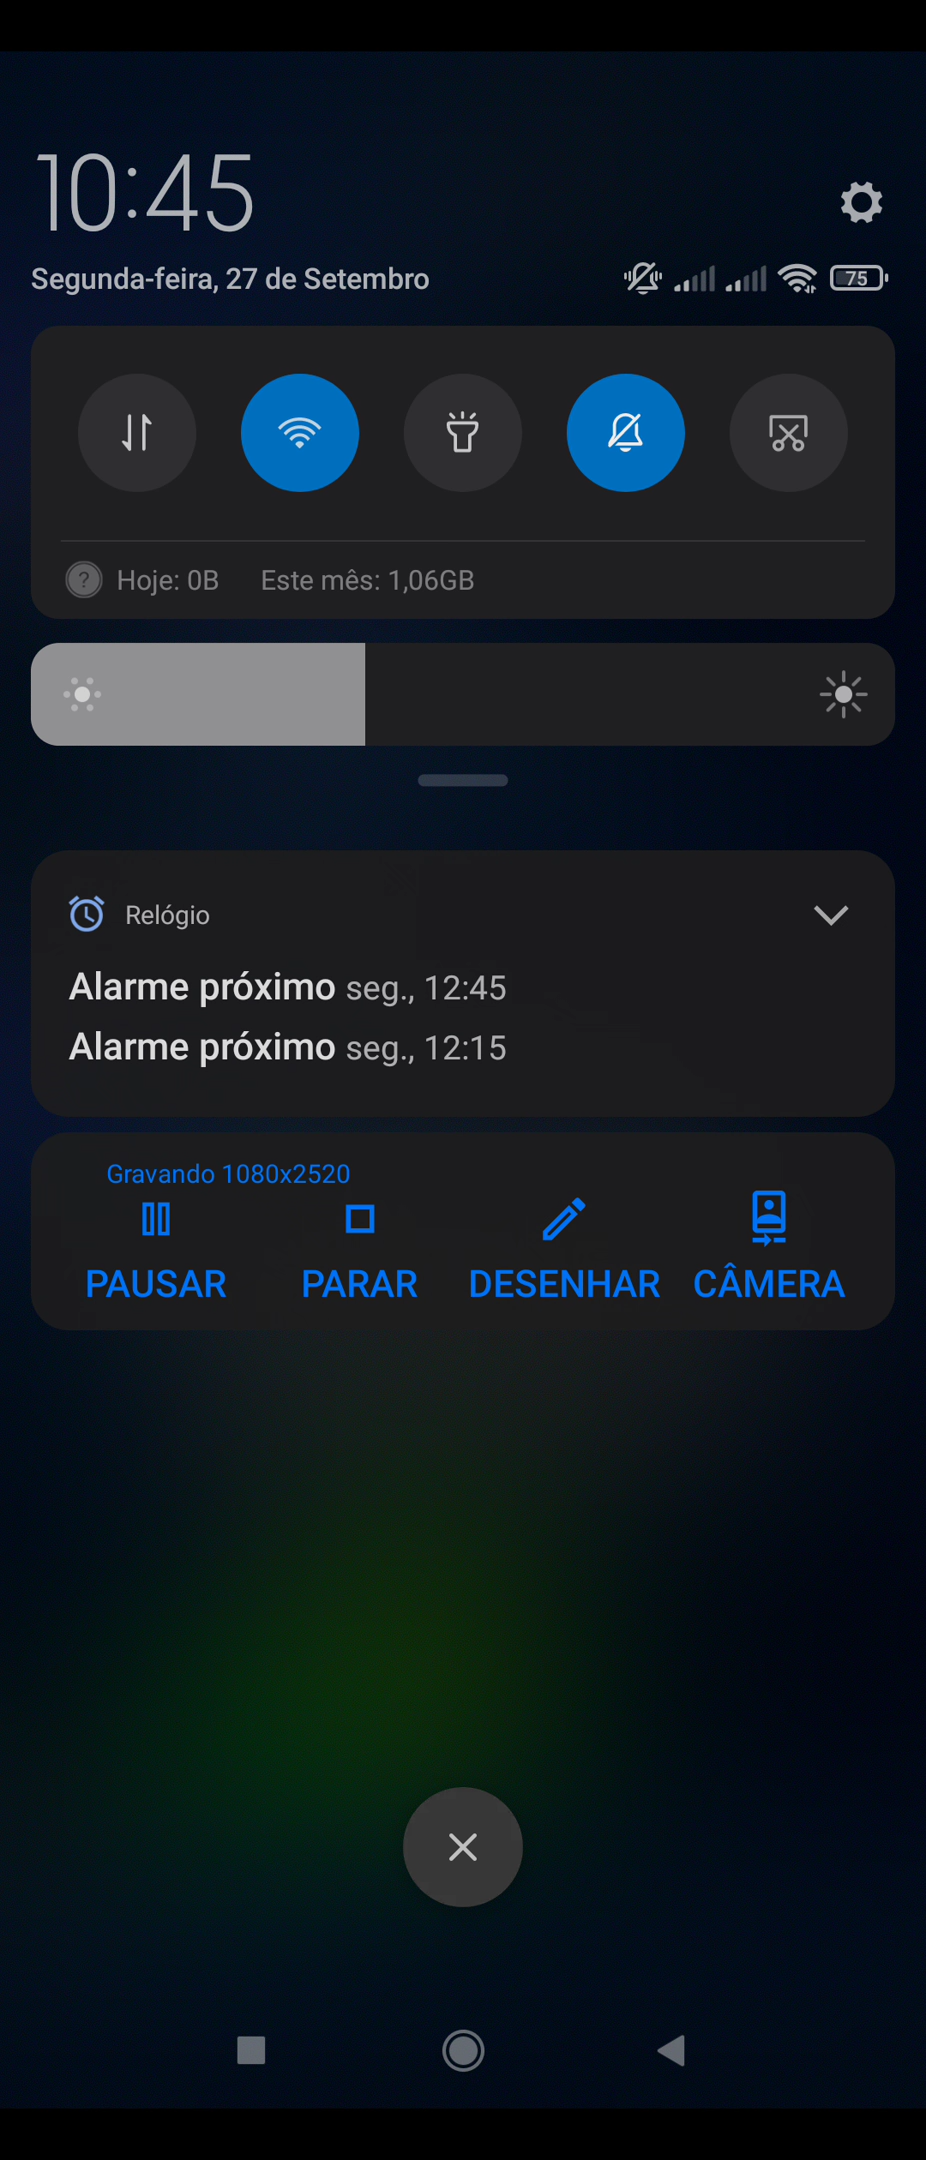 10:45
Segunda-feira, 27 de Setembro
75
? Hoje: 0B Este mês: 1,06GB
Relógio
Alarme próximo seg., 12:45
Alarme próximo seg., 12:15
Gravando 1080x2520
PAUSAR PARAR DESENHAR CÂMERA